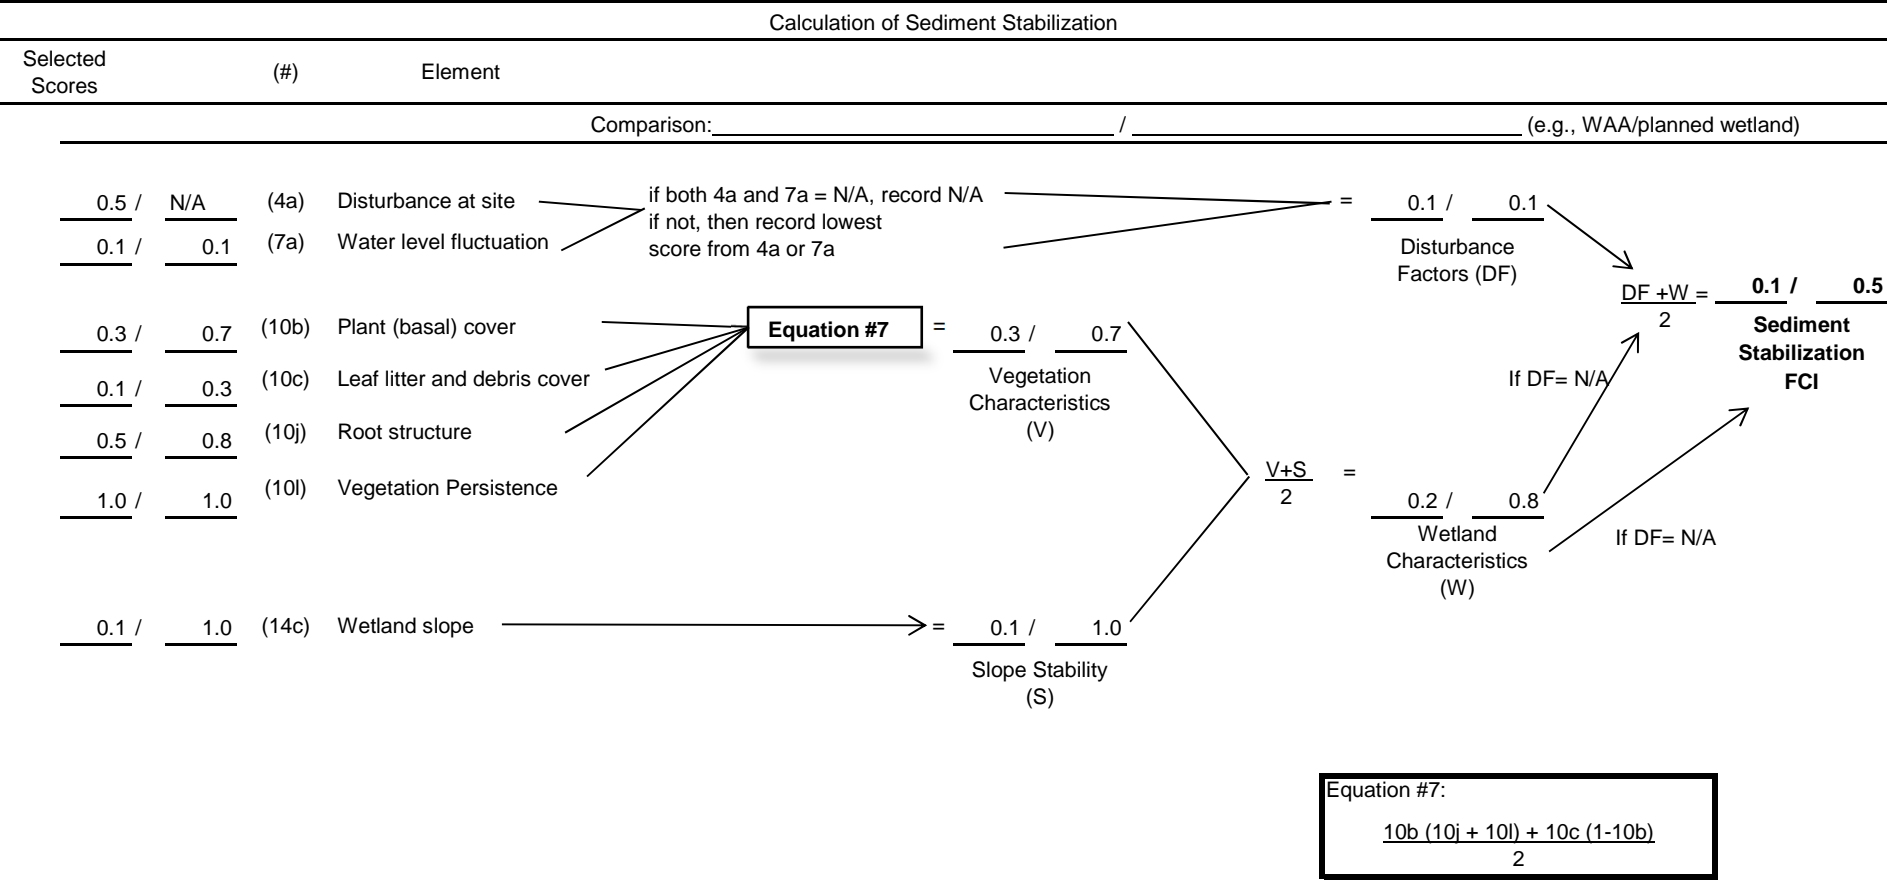 Calculation of Sediment Stabilization
Selected
Scores
(#)
Element
Comparison: / (e.g., WAA/planned wetland)
0.5 / N/A (4a) Disturbance at site
0.1 / 0.1 (7a) Water level fluctuation
if both 4a and 7a = N/A, record N/A
if not, then record lowest
score from 4a or 7a
= 0.1 / 0.1
Disturbance
Factors (DF)
DF +W = 0.1 / 0.5
2
Sediment
Stabilization
FCI
0.3 / 0.7 (10b) Plant (basal) cover
0.1 / 0.3 (10c) Leaf litter and debris cover
0.5 / 0.8 (10j) Root structure
1.0 / 1.0 (10l) Vegetation Persistence
Equation #7 = 0.3 / 0.7
Vegetation
Characteristics
(V)
If DF= N/A
V+S =
2
0.2 / 0.8
Wetland
Characteristics
(W)
If DF= N/A
0.1 / 1.0 (14c) Wetland slope = 0.1 / 1.0
Slope Stability
(S)
Equation #7:
10b (10j + 10l) + 10c (1-10b)
2